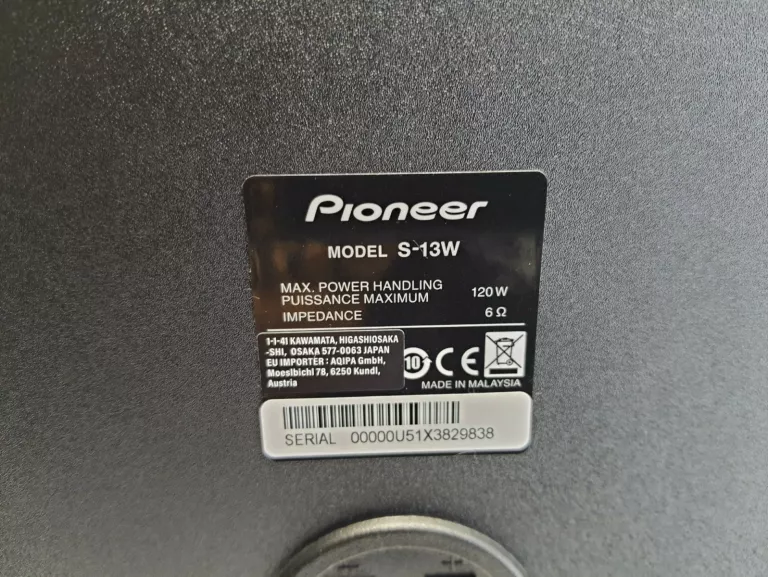 Pioneer
MODEL S-13W
MAX. POWER HANDLING
PUISSANCE MAXIMUM 120 W
IMPEDANCE 6 Ω
1-1-41 KAWAMATA, HIGASHIOSAKA
-SHI, OSAKA 577-0063 JAPAN
EU IMPORTER : AQIPA GmbH,
Moeslbichl 78, 6250 Kundl,
Austria
10 CE
MADE IN MALAYSIA
SERIAL 00000U51X3829838